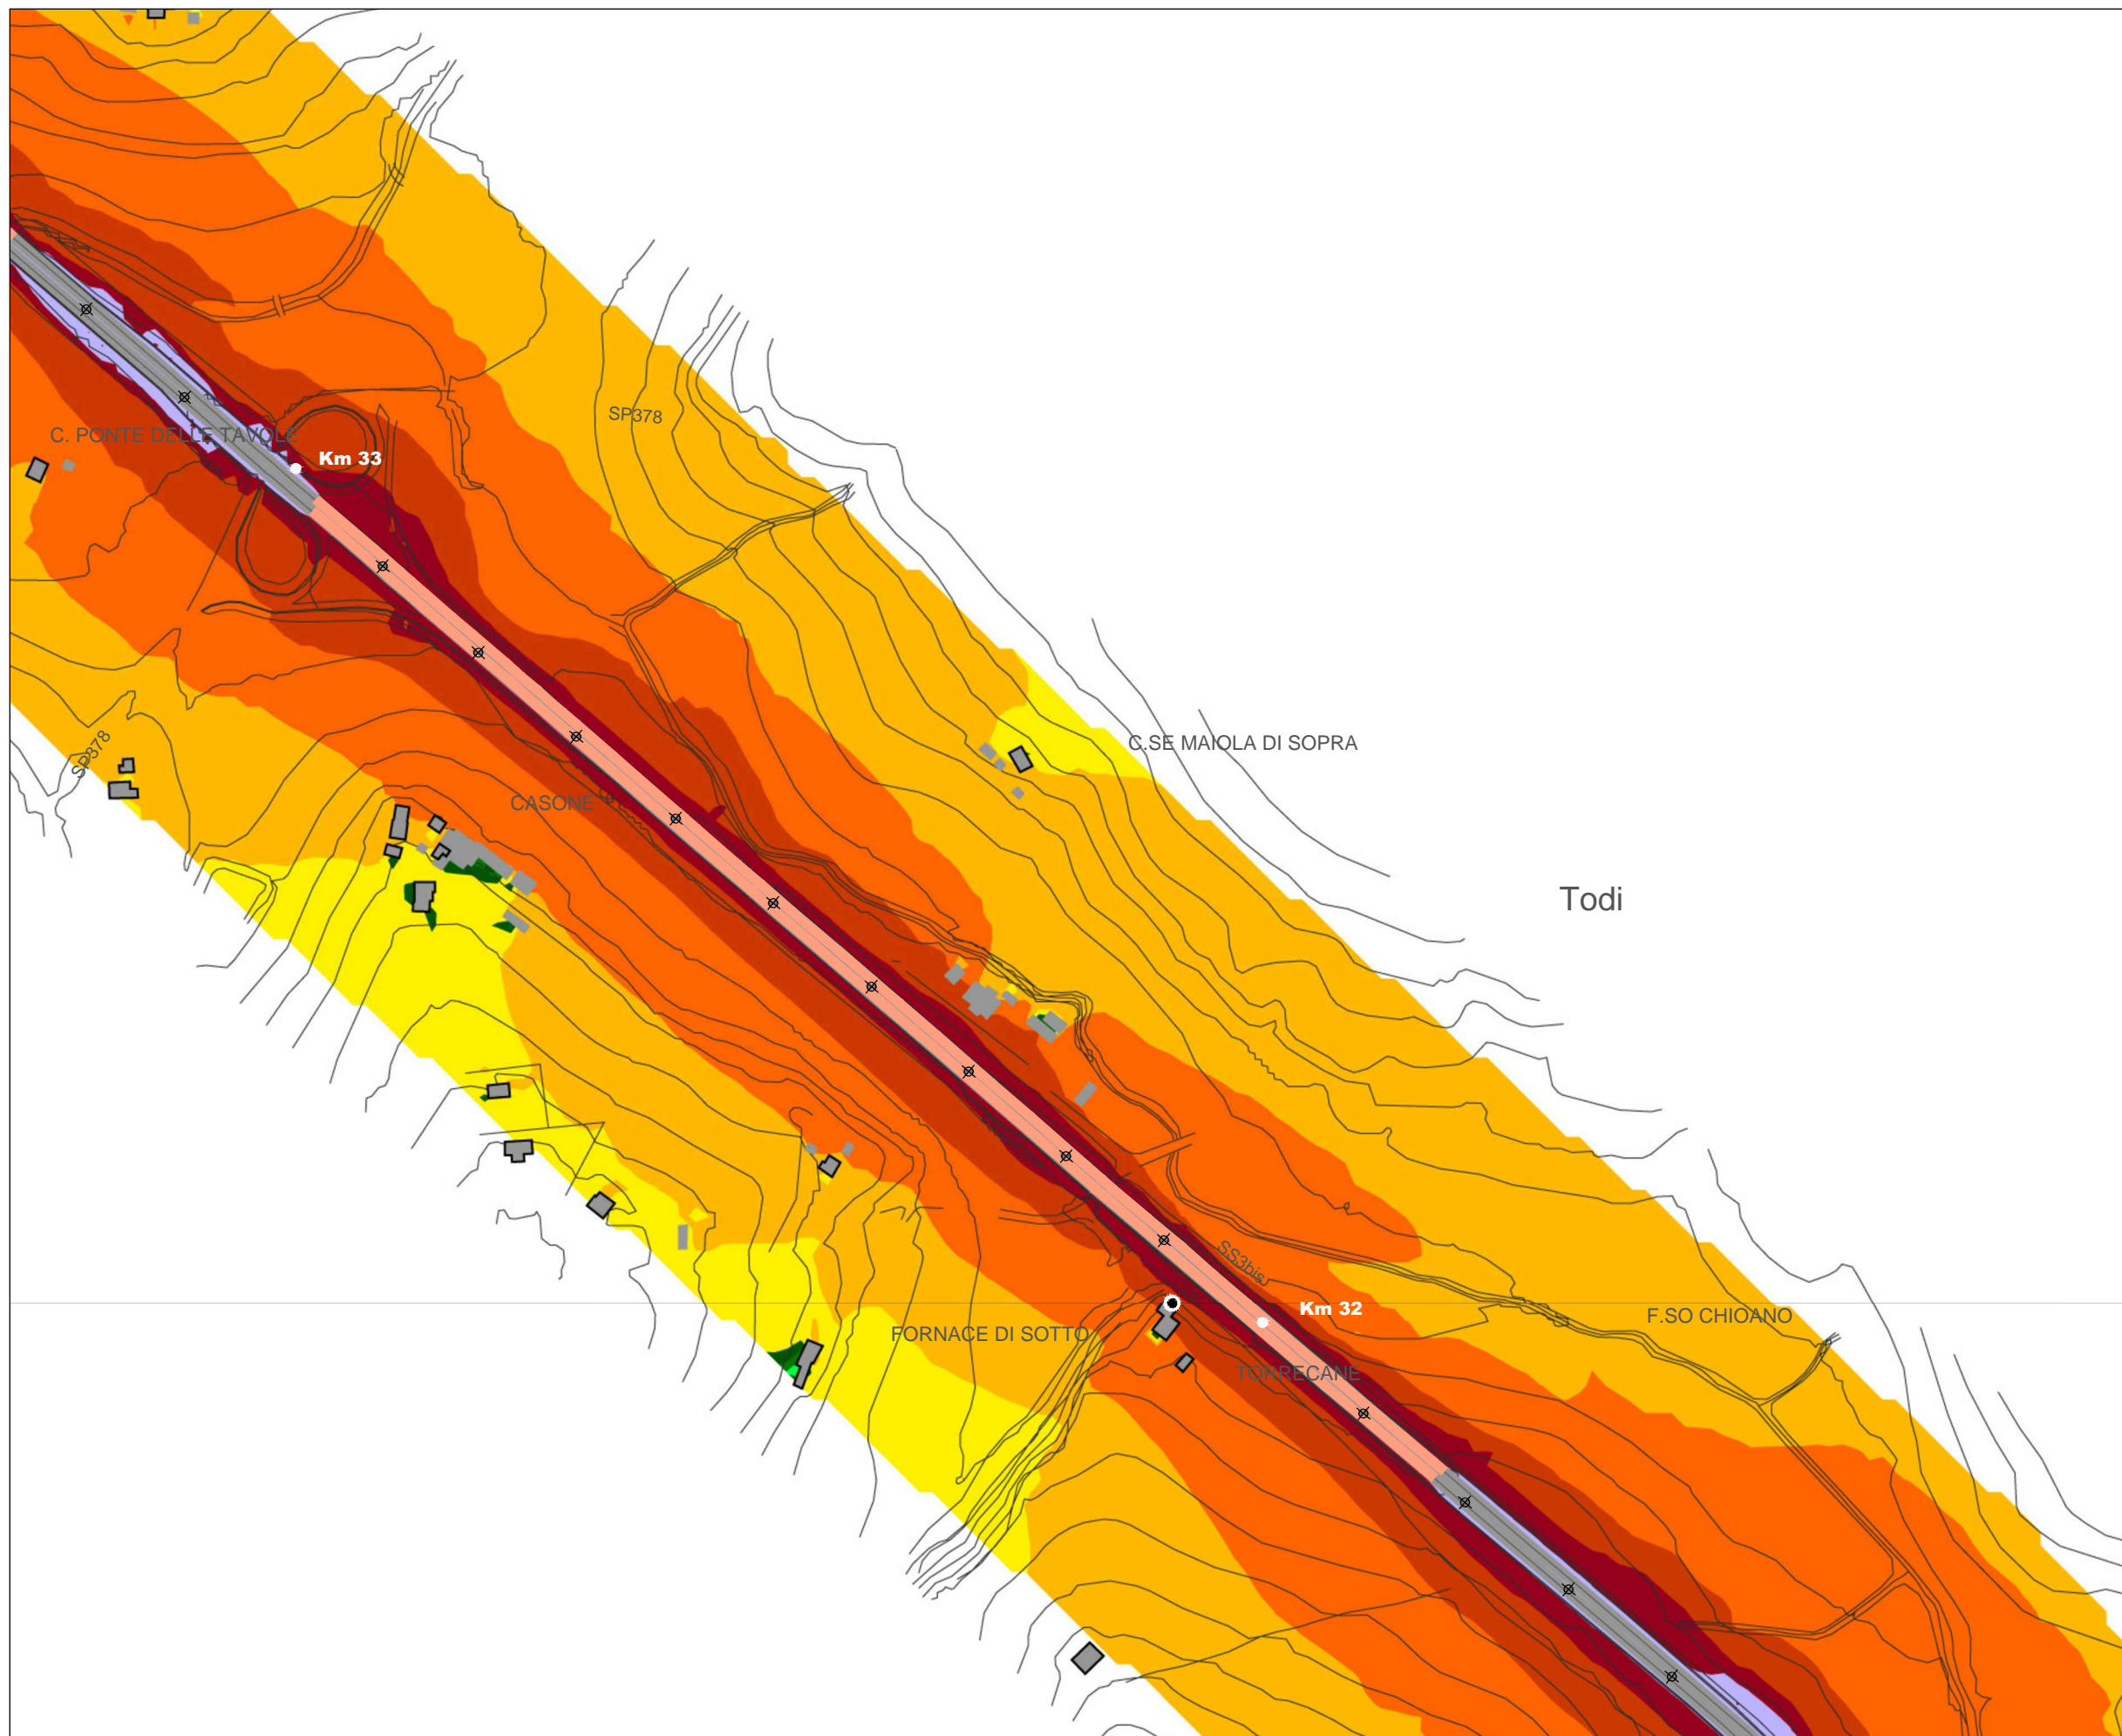 SP378
C. PONTE DELLE TAVOLE
Km 33
C.SE MAIOLA DI SOPRA
SP378
CASONE
Todi
SS3bis
Km 32
F.SO CHIOANO
FORNACE DI SOTTO
TORRECANE